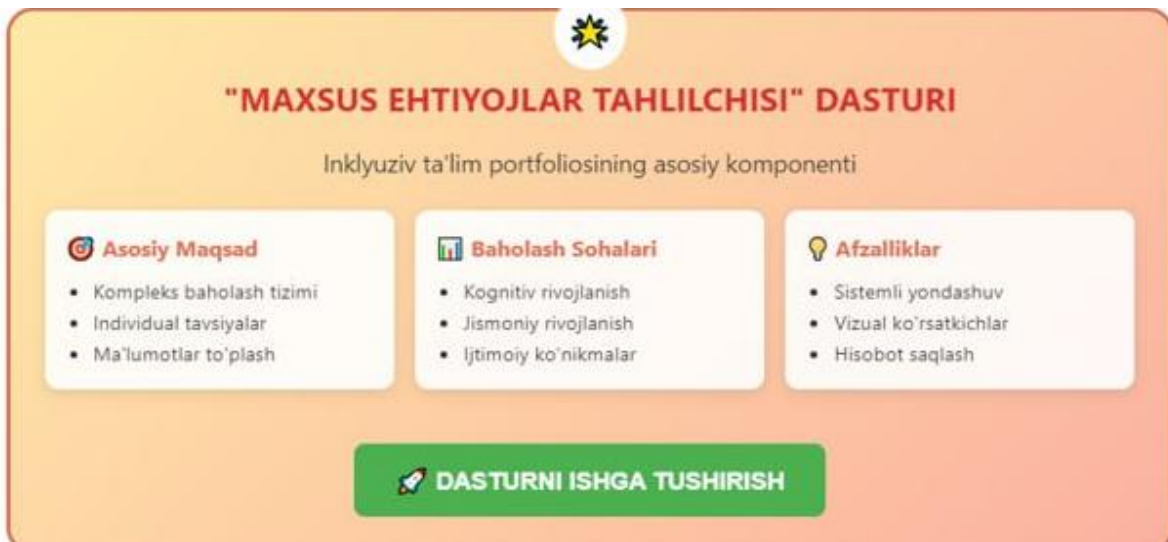 "MAXSUS EHTIYOJLAR TAHLILCHISI" DASTURI
Inklyuziv ta'lim portfoliosining asosiy komponenti
Asosiy Maqsad
• Kompleks baholash tizimi
• Individual tavsiyalar
• Ma'lumotlar to'plash
Baholash Sohalari
• Kognitiv rivojlanish
• Jismoniy rivojlanish
• Ijtimoiy ko'nikmalar
Afzalliklar
• Sistemli yondashuv
• Vizual ko'rsatkichlar
• Hisobot saqlash
DASTURNI ISHGA TUSHIRISH